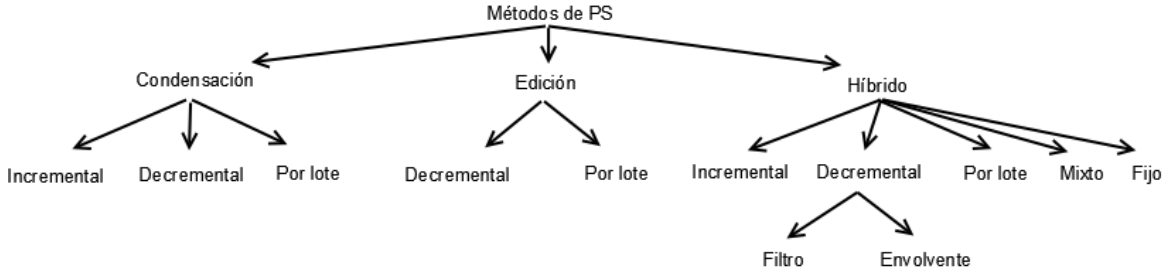 Métodos de PS
Condensación Edición Híbrido
Incremental Decremental Por lote Decremental Por lote Incremental Decremental Por lote Mixto Fijo
Filtro Envolvente